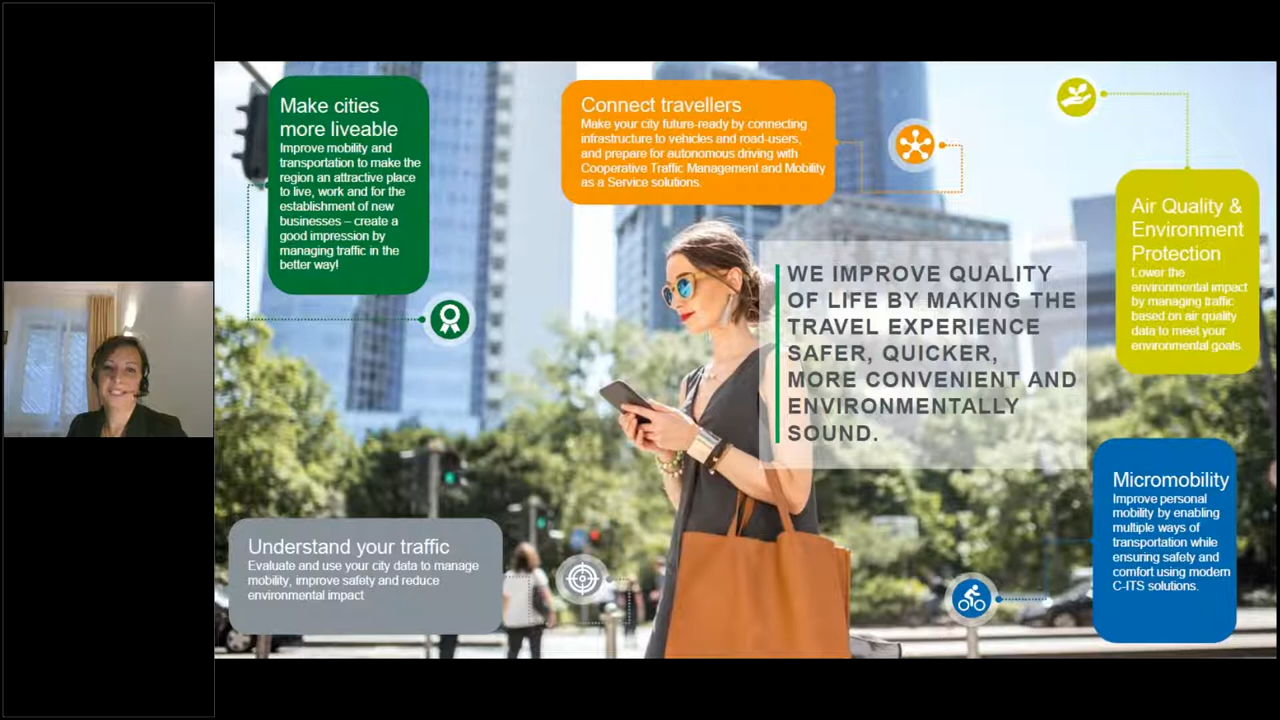 Make cities
more liveable
Improve mobility and
transportation to make the
region an attractive place
to live, work and for the
establishment of new
businesses – create a
good impression by
managing traffic in the
better way!
Connect travellers
Make your city future-ready by connecting
infrastructure to vehicles and road-users,
and prepare for autonomous driving with
Cooperative Traffic Management and Mobility
as a Service solutions.
Air Quality &
Environment
Protection
Lower the
environmental impact
by managing traffic
based on air quality
data to meet your
environmental goals
WE IMPROVE QUALITY
OF LIFE BY MAKING THE
TRAVEL EXPERIENCE
SAFER, QUICKER,
MORE CONVENIENT AND
ENVIRONMENTALLY
SOUND.
Understand your traffic
Evaluate and use your city data to manage
mobility, improve safety and reduce
environmental impact
Micromobility
Improve personal
mobility by enabling
multiple ways of
transportation while
ensuring safety and
comfort using modern
C-ITS solutions.